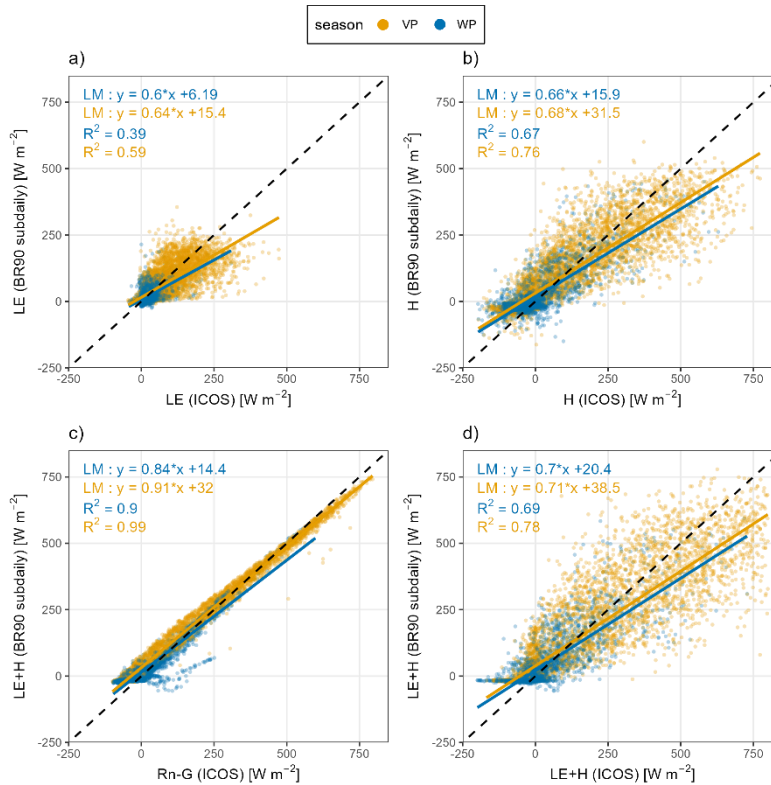 season VP WP
a)
LM : y = 0.6*x +6.19
LM : y = 0.64*x +15.4
R² = 0.39
R² = 0.59
750
500
250
0
-250
-250 0 250 500 750
LE (BR90 subdaily) [W m⁻²]
LE (ICOS) [W m⁻²]
b)
LM : y = 0.66*x +15.9
LM : y = 0.68*x +31.5
R² = 0.67
R² = 0.76
750
500
250
0
-250
-250 0 250 500 750
H (BR90 subdaily) [W m⁻²]
H (ICOS) [W m⁻²]
c)
LM : y = 0.84*x +14.4
LM : y = 0.91*x +32
R² = 0.9
R² = 0.99
750
500
250
0
-250
-250 0 250 500 750
LE+H (BR90 subdaily) [W m⁻²]
Rn-G (ICOS) [W m⁻²]
d)
LM : y = 0.7*x +20.4
LM : y = 0.71*x +38.5
R² = 0.69
R² = 0.78
750
500
250
0
-250
-250 0 250 500 750
LE+H (BR90 subdaily) [W m⁻²]
LE+H (ICOS) [W m⁻²]